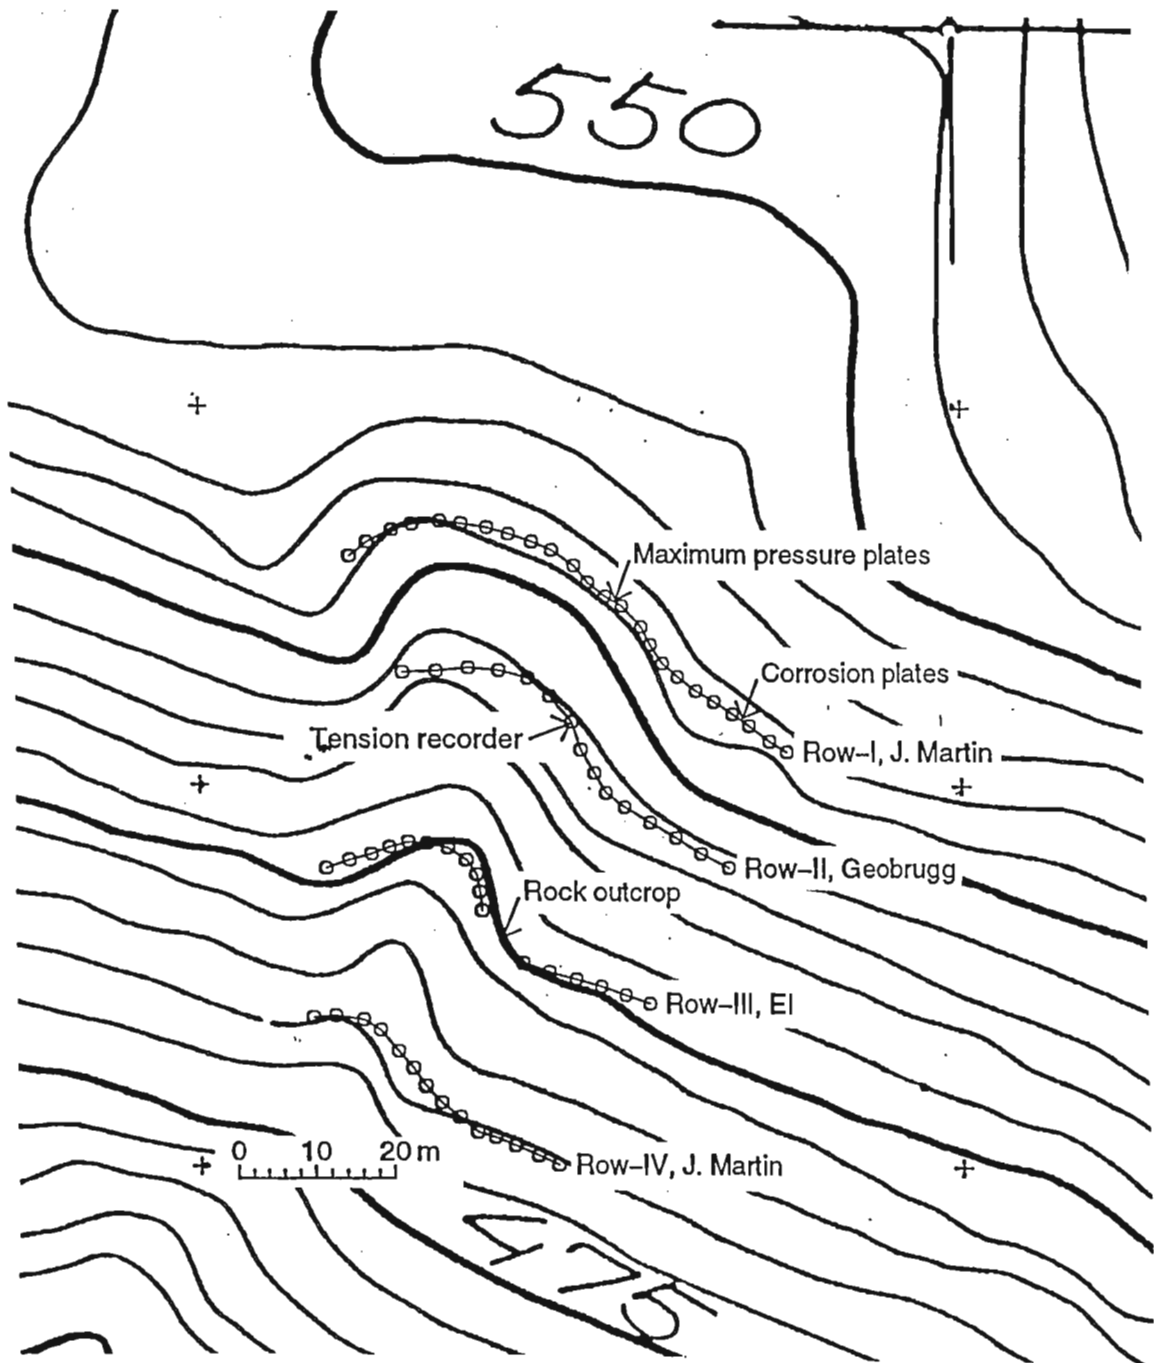 550
Maximum pressure plates
Corrosion plates
Tension recorder
Row–I, J. Martin
Row–II, Geobrugg
Rock outcrop
Row–III, EI
0 10 20 m
Row–IV, J. Martin
475